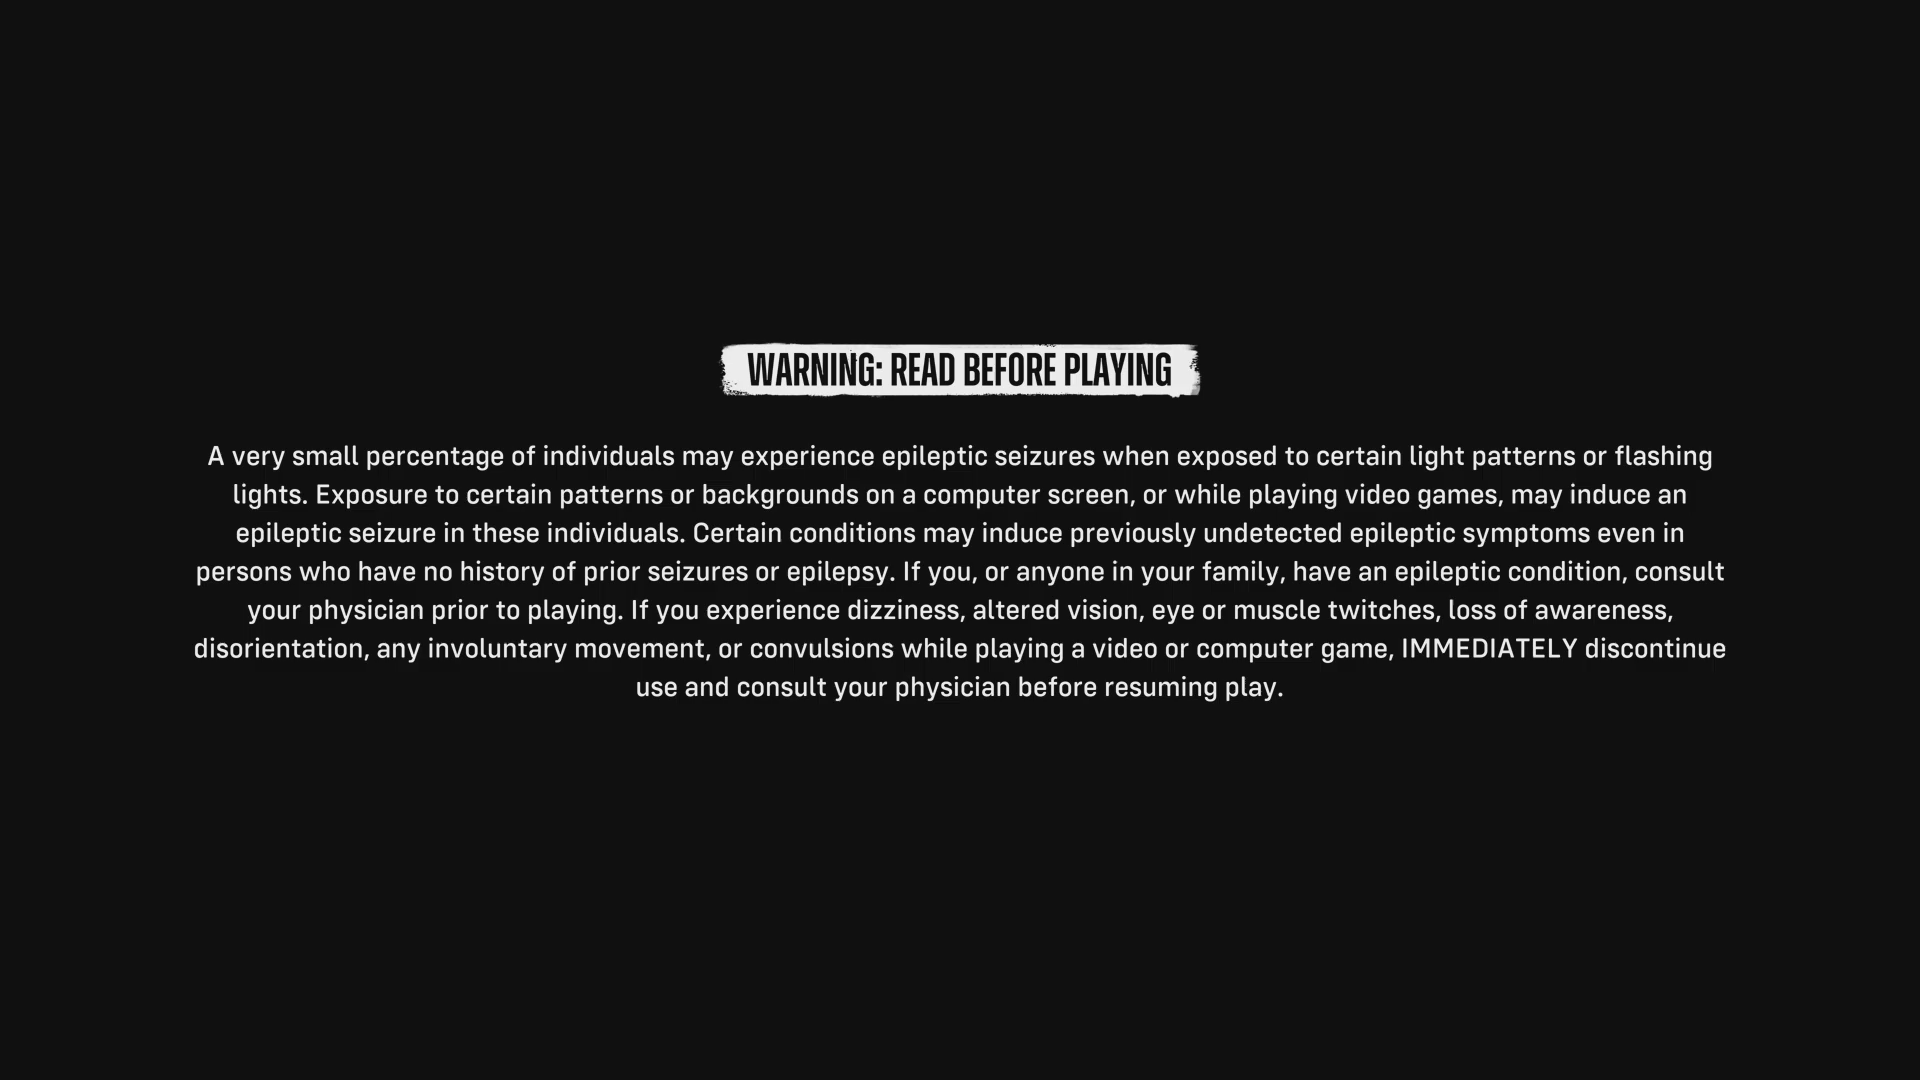 WARNING: READ BEFORE PLAYING
A very small percentage of individuals may experience epileptic seizures when exposed to certain light patterns or flashing
lights. Exposure to certain patterns or backgrounds on a computer screen, or while playing video games, may induce an
epileptic seizure in these individuals. Certain conditions may induce previously undetected epileptic symptoms even in
persons who have no history of prior seizures or epilepsy. If you, or anyone in your family, have an epileptic condition, consult
your physician prior to playing. If you experience dizziness, altered vision, eye or muscle twitches, loss of awareness,
disorientation, any involuntary movement, or convulsions while playing a video or computer game, IMMEDIATELY discontinue
use and consult your physician before resuming play.